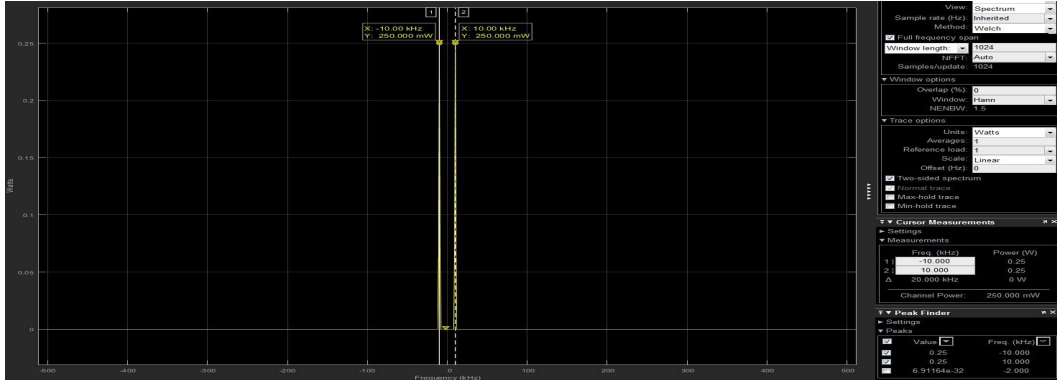 1
2
X: -10.00 kHz
Y: 250.000 mW
X: 10.00 kHz
Y: 250.000 mW
0.25
0.2
0.15
0.1
0.05
0
Watts
-500
-400
-300
-200
-100
0
100
200
300
400
500
Frequency (kHz)
View: Spectrum
Sample rate (Hz): Inherited
Method: Welch
Full frequency span
Window length: 1024
NFFT: Auto
Samples/update: 1024
Window options
Overlap (%): 0
Window: Hann
NENBW: 1.5
Trace options
Units: Watts
Averages: 1
Reference load: 1
Scale: Linear
Offset (Hz): 0
Two-sided spectrum
Normal trace
Max-hold trace
Min-hold trace
Cursor Measurements
Settings
Measurements
Freq. (kHz) Power (W)
1 | -10.000 0.25
2 ¦ 10.000 0.25
Δ 20.000 kHz 0 W
Channel Power: 250.000 mW
Peak Finder
Settings
Peaks
Value Freq. (kHz)
0.25 -10.000
0.25 10.000
6.91164e-32 -2.000